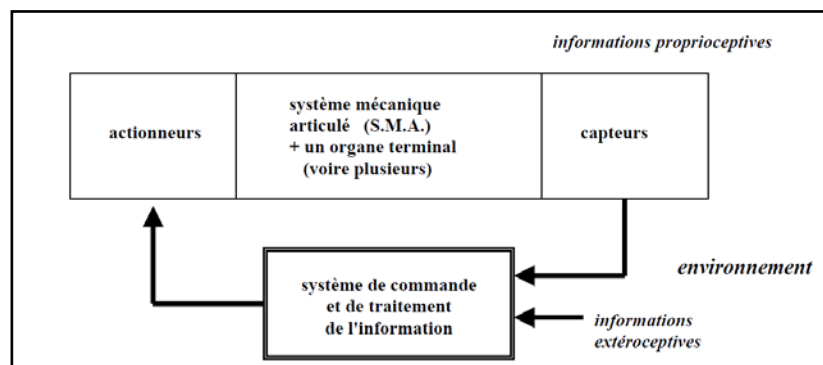 informations proprioceptives
actionneurs
système mécanique
articulé (S.M.A.)
+ un organe terminal
(voire plusieurs)
capteurs
environnement
système de commande
et de traitement
de l'information
informations
extéroceptives